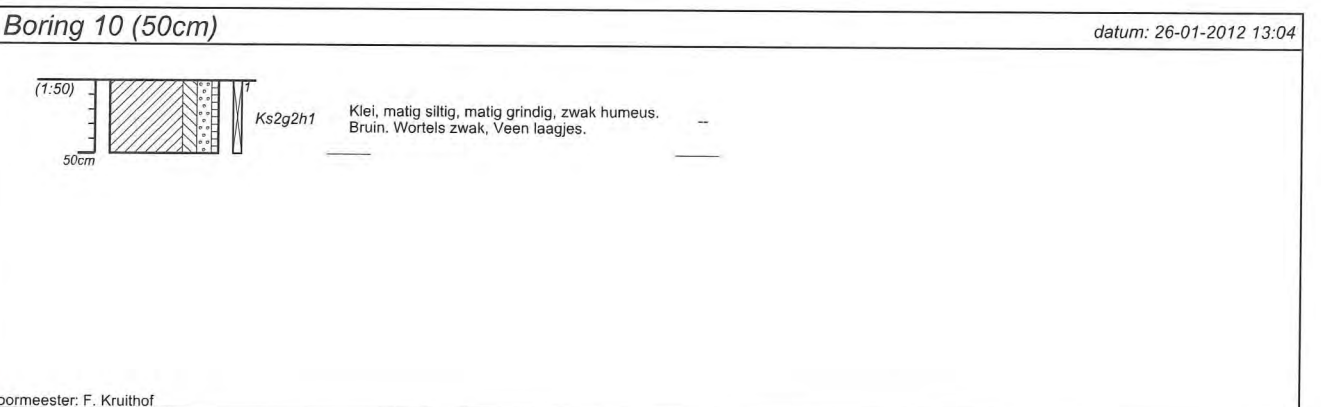 Boring 10 (50cm)
datum: 26-01-2012 13:04
(1:50)
1
Ks2g2h1
Klei, matig siltig, matig grindig, zwak humeus.
Bruin. Wortels zwak, Veen laagjes.
--
50cm
oormeester: F. Kruithof